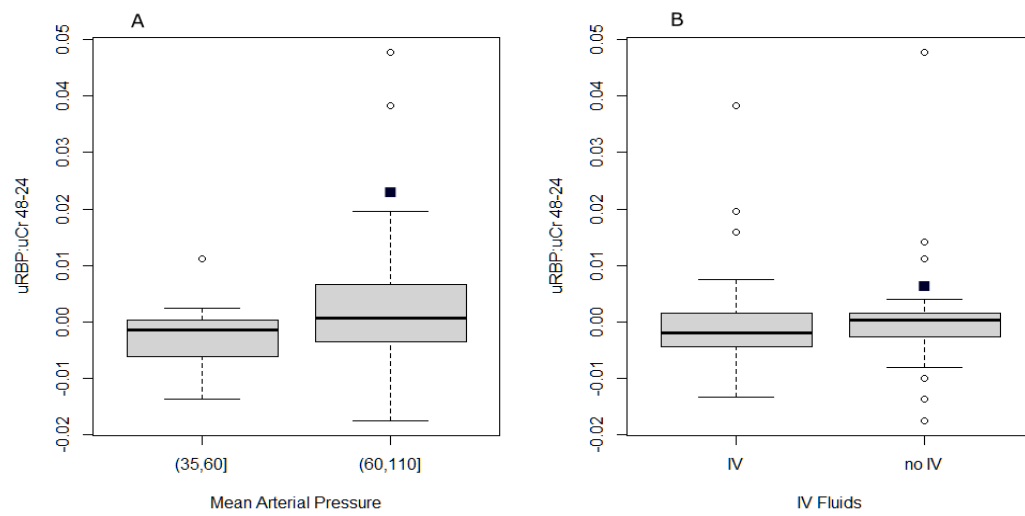 A
uRBP:uCr 48-24
0.05
0.04
0.03
0.02
0.01
0.00
-0.01
-0.02
(35,60]
(60,110]
Mean Arterial Pressure
B
uRBP:uCr 48-24
0.05
0.04
0.03
0.02
0.01
0.00
-0.01
-0.02
IV
no IV
IV Fluids